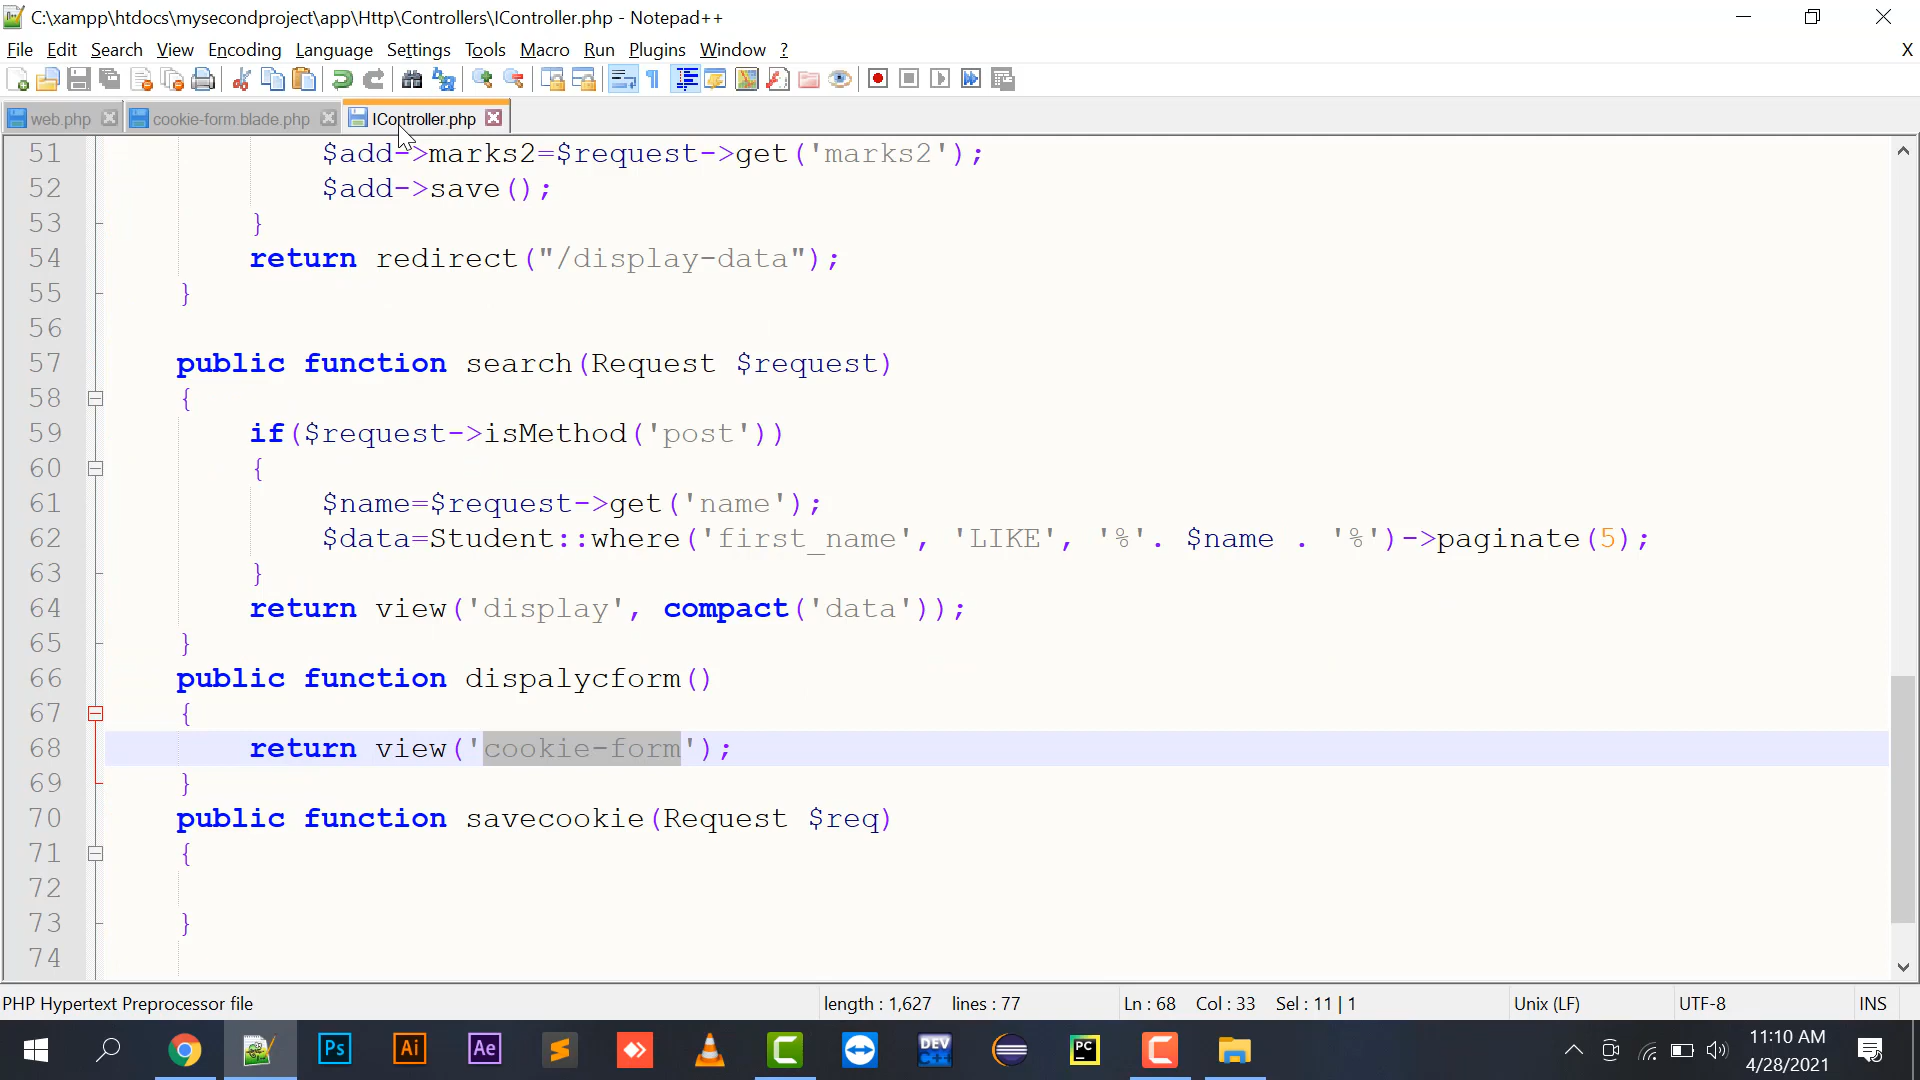 C:\xampp\htdocs\mysecondproject\app\Http\Controllers\IController.php - Notepad++
File Edit Search View Encoding Language Settings Tools Macro Run Plugins Window ? X
web.php cookie-form.blade.php IController.php
51 $add->marks2=$request->get('marks2');
52 $add->save();
53 }
54 return redirect("/display-data");
55 }
56
57 public function search(Request $request)
58 {
59 if($request->isMethod('post'))
60 {
61 $name=$request->get('name');
62 $data=Student::where('first_name', 'LIKE', '%'. $name . '%')->paginate(5);
63 }
64 return view('display', compact('data'));
65 }
66 public function dispalycform()
67 {
68 return view('cookie-form');
69 }
70 public function savecookie(Request $req)
71 {
72
73 }
74
PHP Hypertext Preprocessor file length : 1,627 lines : 77 Ln : 68 Col : 33 Sel : 11 | 1 Unix (LF) UTF-8 INS
Ps Ai Ae DEV C++ PC
11:10 AM
4/28/2021